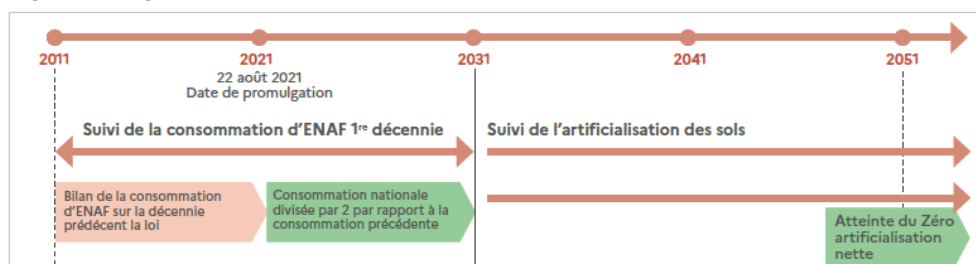 2011
2021
2031
2041
2051
22 août 2021
Date de promulgation
Suivi de la consommation d'ENAF 1re décennie
Suivi de l'artificialisation des sols
Bilan de la consommation
d'ENAF sur la décennie
prédécent la loi
Consommation nationale
divisée par 2 par rapport à la
consommation précédente
Atteinte du Zéro
artificialisation
nette